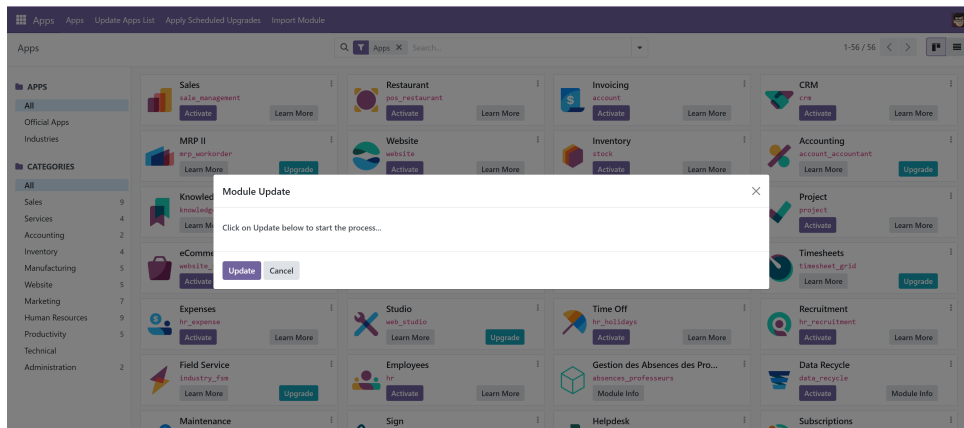 Apps Apps Update Apps List Apply Scheduled Upgrades Import Module
Apps
Apps × Search...
1-56 / 56
APPS
All
Official Apps
Industries
CATEGORIES
All
Sales 9
Services 4
Accounting 2
Inventory 4
Manufacturing 5
Website 5
Marketing 7
Human Resources 9
Productivity 5
Technical
Administration 2
Sales
sale_management
Activate Learn More
Restaurant
pos_restaurant
Activate Learn More
Invoicing
account
Activate Learn More
CRM
crm
Activate Learn More
MRP II
mrp_workorder
Learn More Upgrade
Website
website
Activate Learn More
Inventory
stock
Activate Learn More
Accounting
account_accountant
Learn More Upgrade
Project
project
Activate Learn More
Module Update
Click on Update below to start the process...
Update Cancel
Timesheets
timesheet_grid
Learn More Upgrade
Expenses
hr_expense
Activate Learn More
Studio
web_studio
Learn More Upgrade
Time Off
hr_holidays
Activate Learn More
Recruitment
hr_recruitment
Activate Learn More
Field Service
industry_fsm
Learn More Upgrade
Employees
hr
Activate Learn More
Gestion des Absences des Pro...
absences_professeurs
Module Info
Data Recycle
data_recycle
Activate Module Info
Maintenance
Sign
Helpdesk
Subscriptions